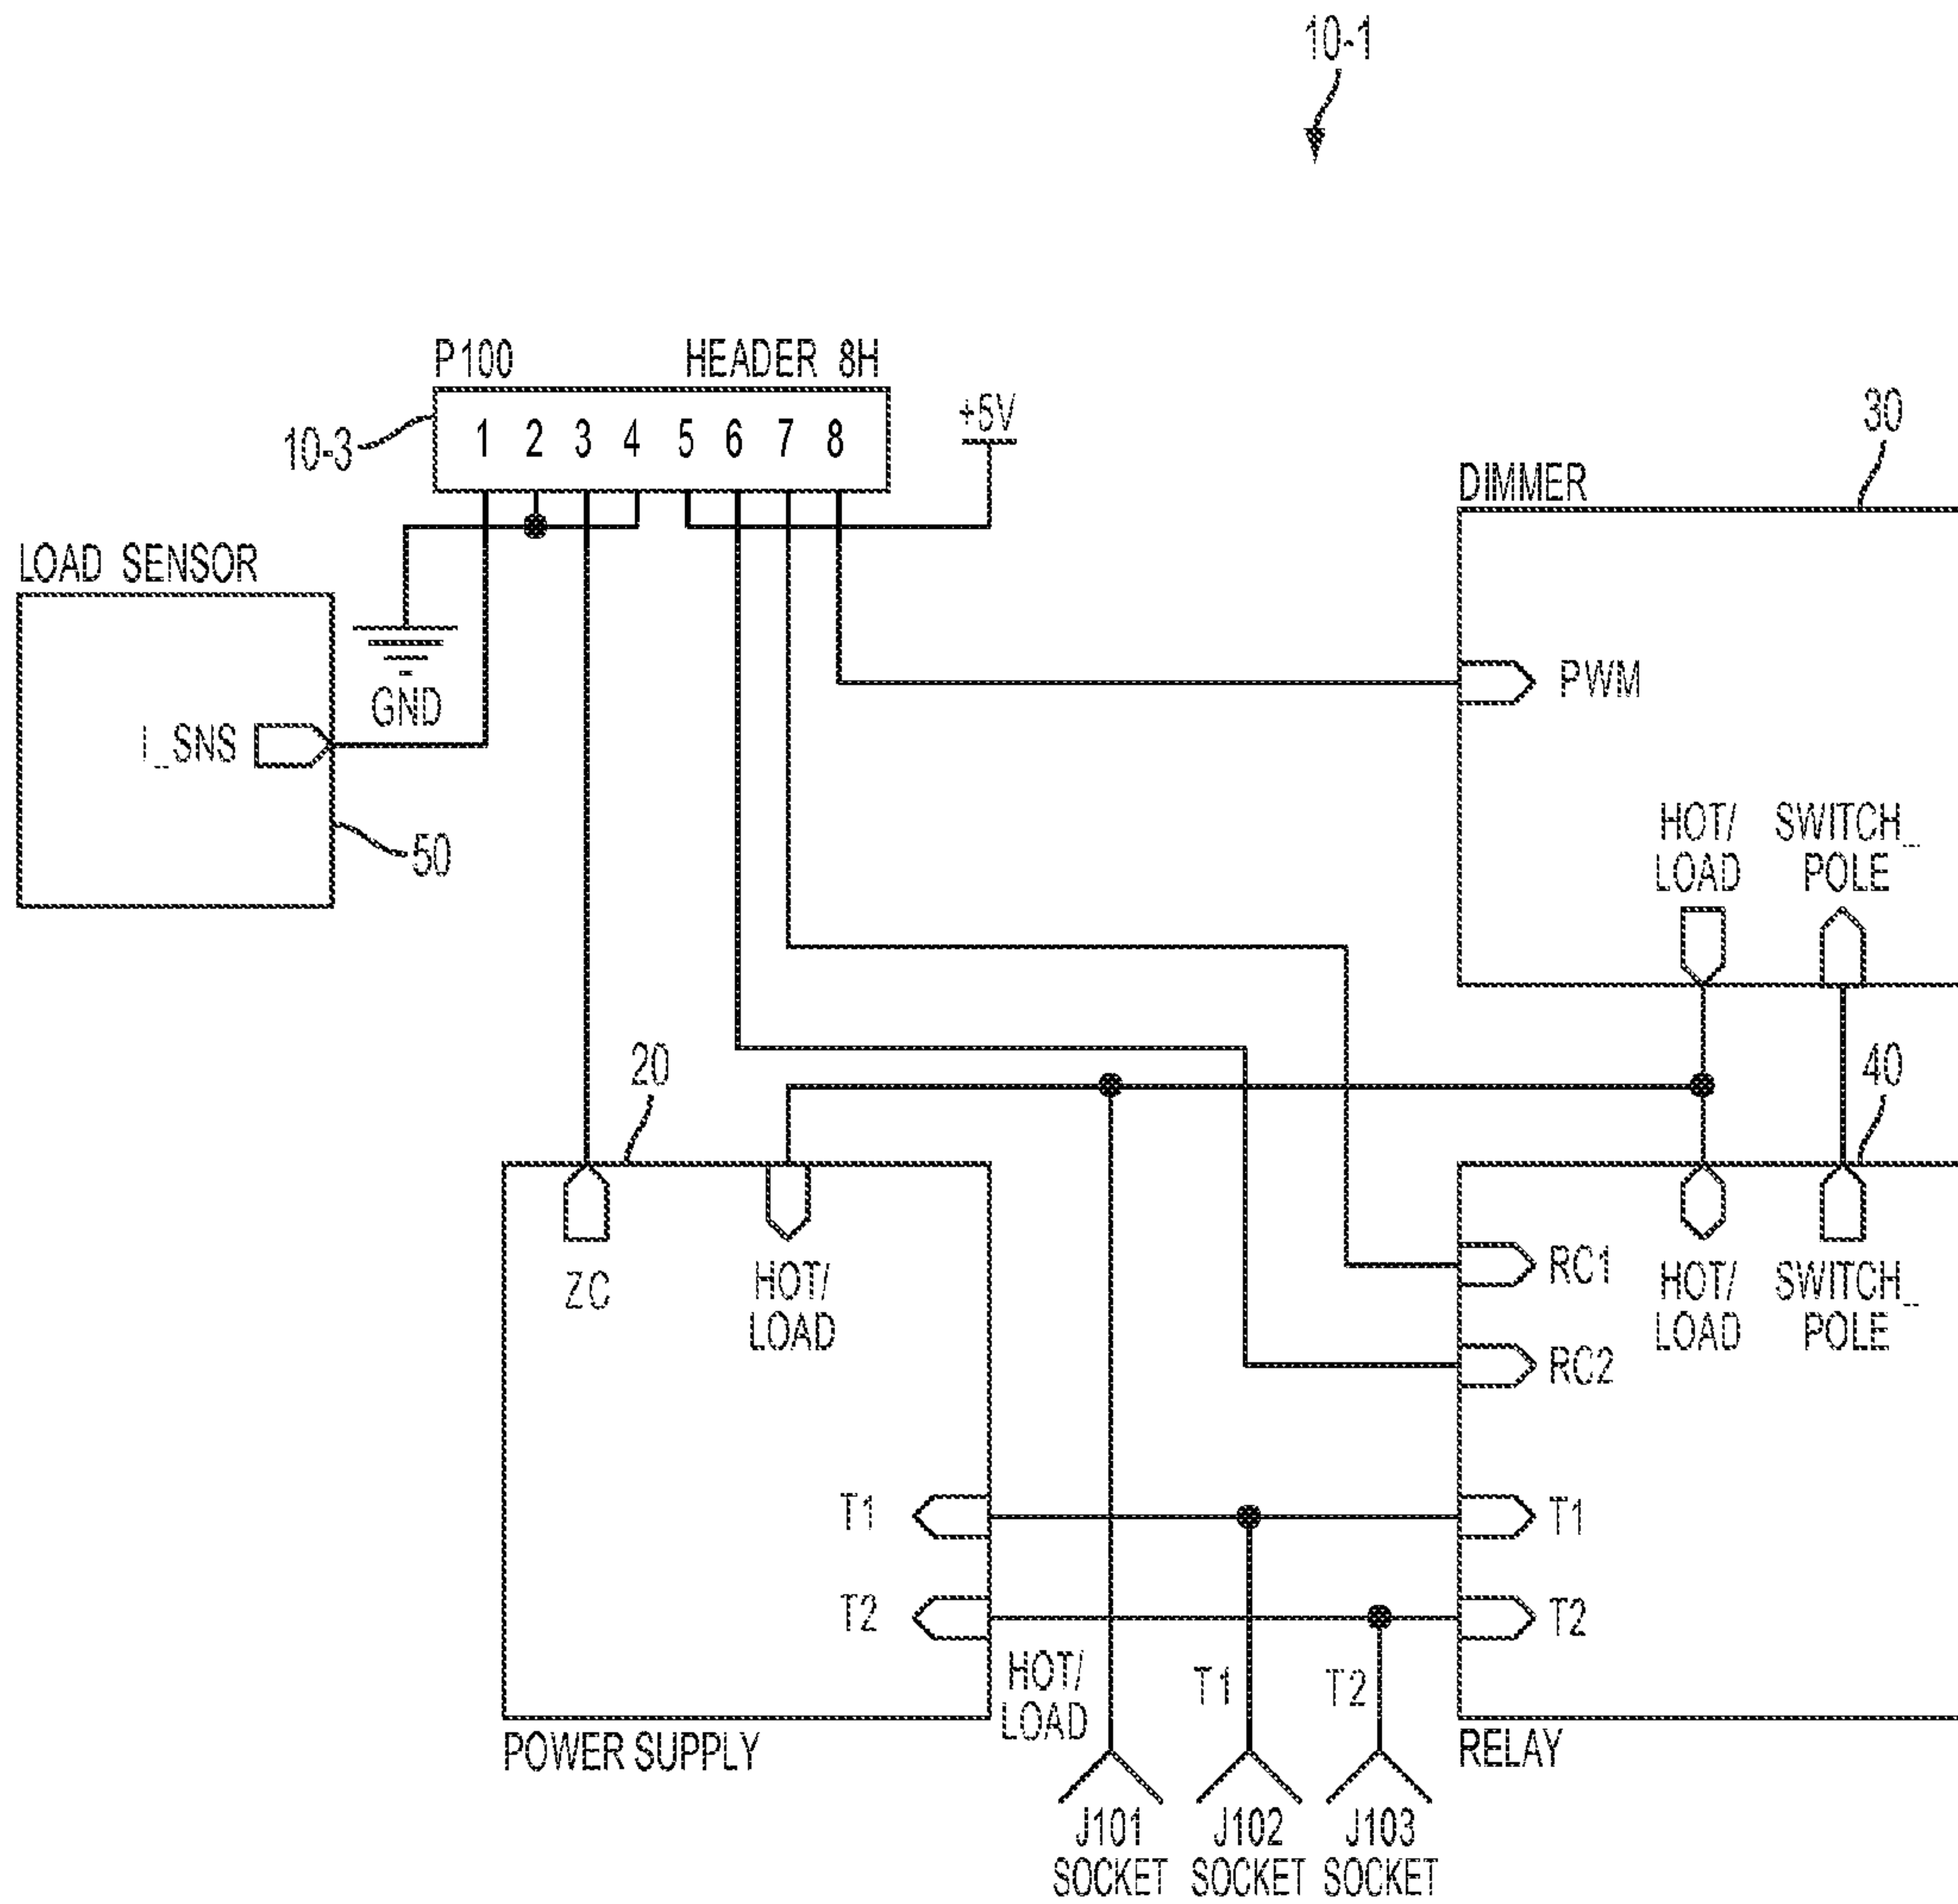 10-1
P100 HEADER 8H
1 2 3 4 5 6 7 8
10-3
+5V
30
DIMMER
LOAD SENSOR
GND
I_SNS
PWM
50
HOT/
LOAD
SWITCH_
POLE
20
40
ZC
HOT/
LOAD
RC1
HOT/
LOAD
SWITCH_
POLE
RC2
T1
T1
T2
T2
HOT/
LOAD
T1
T2
POWER SUPPLY
RELAY
J101
SOCKET
J102
SOCKET
J103
SOCKET